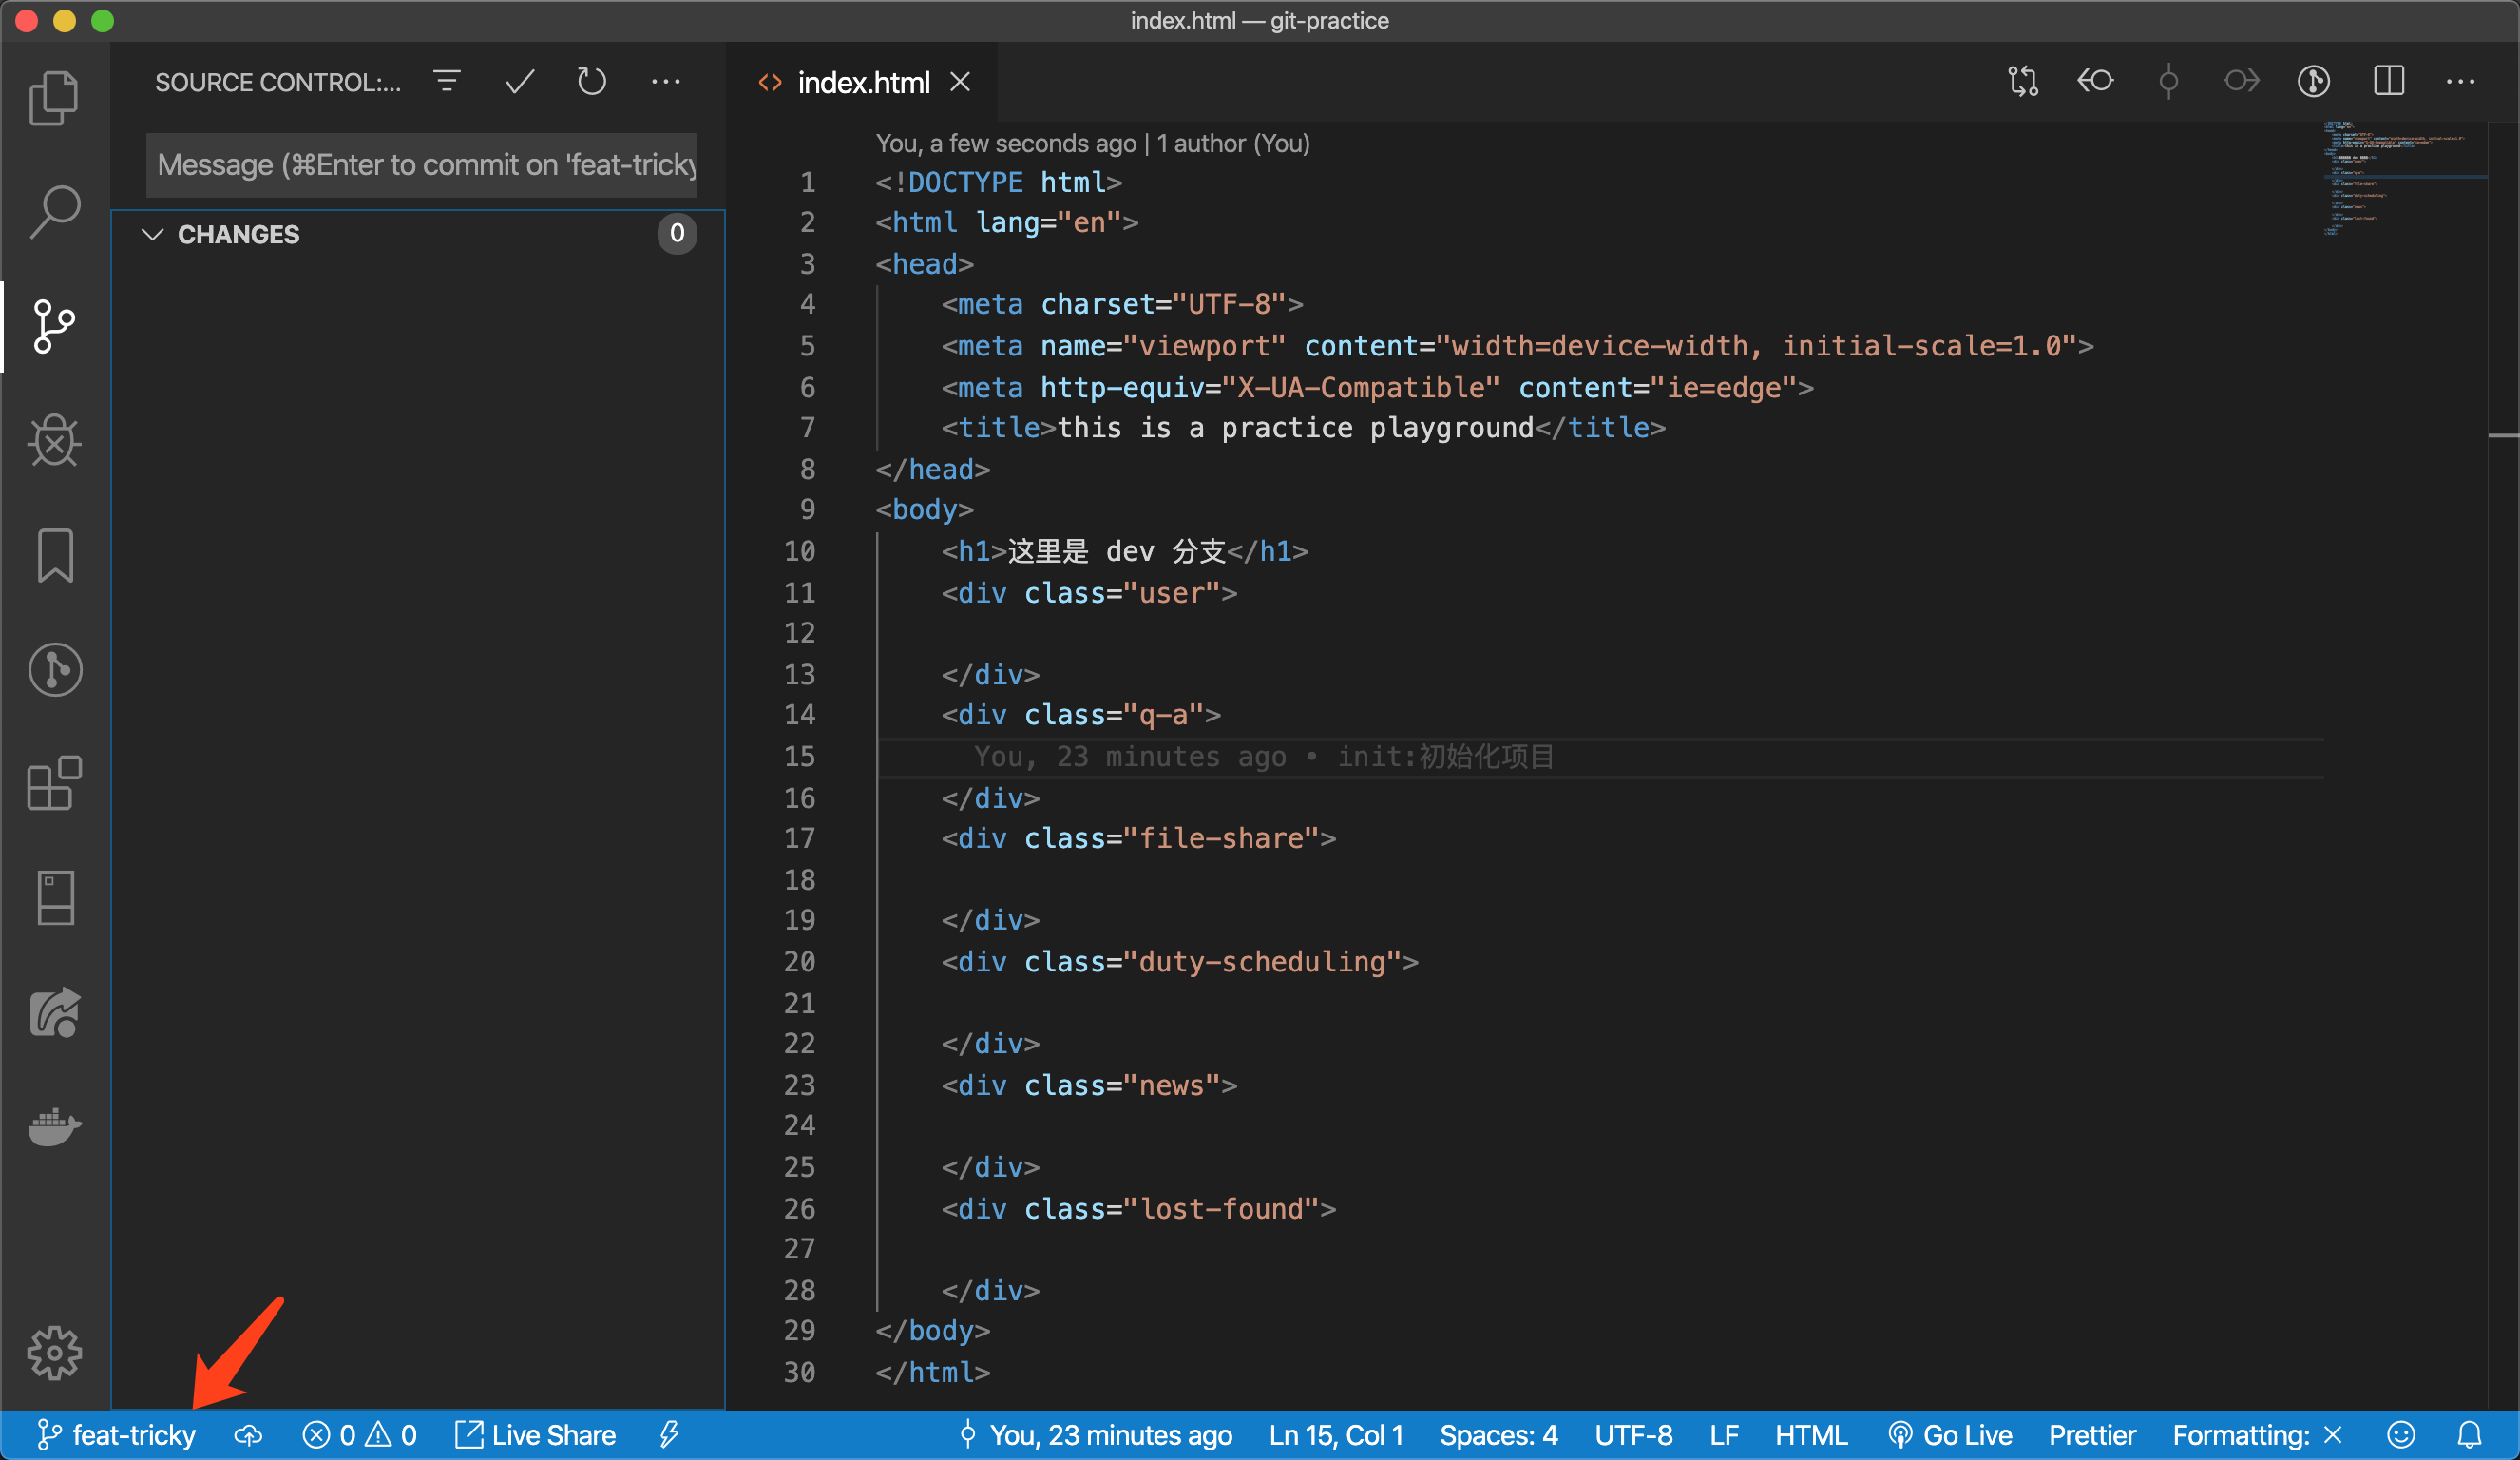 index.html — git-practice
SOURCE CONTROL:...
index.html
Message (⌘Enter to commit on 'feat-tricky
CHANGES
0
You, a few seconds ago | 1 author (You)
1 <!DOCTYPE html>
2 <html lang="en">
3 <head>
4 <meta charset="UTF-8">
5 <meta name="viewport" content="width=device-width, initial-scale=1.0">
6 <meta http-equiv="X-UA-Compatible" content="ie=edge">
7 <title>this is a practice playground</title>
8 </head>
9 <body>
10 <h1>这里是 dev 分支</h1>
11 <div class="user">
12
13 </div>
14 <div class="q-a">
15 You, 23 minutes ago • init:初始化项目
16 </div>
17 <div class="file-share">
18
19 </div>
20 <div class="duty-scheduling">
21
22 </div>
23 <div class="news">
24
25 </div>
26 <div class="lost-found">
27
28 </div>
29 </body>
30 </html>
feat-tricky 0 0 Live Share You, 23 minutes ago Ln 15, Col 1 Spaces: 4 UTF-8 LF HTML Go Live Prettier Formatting: ×